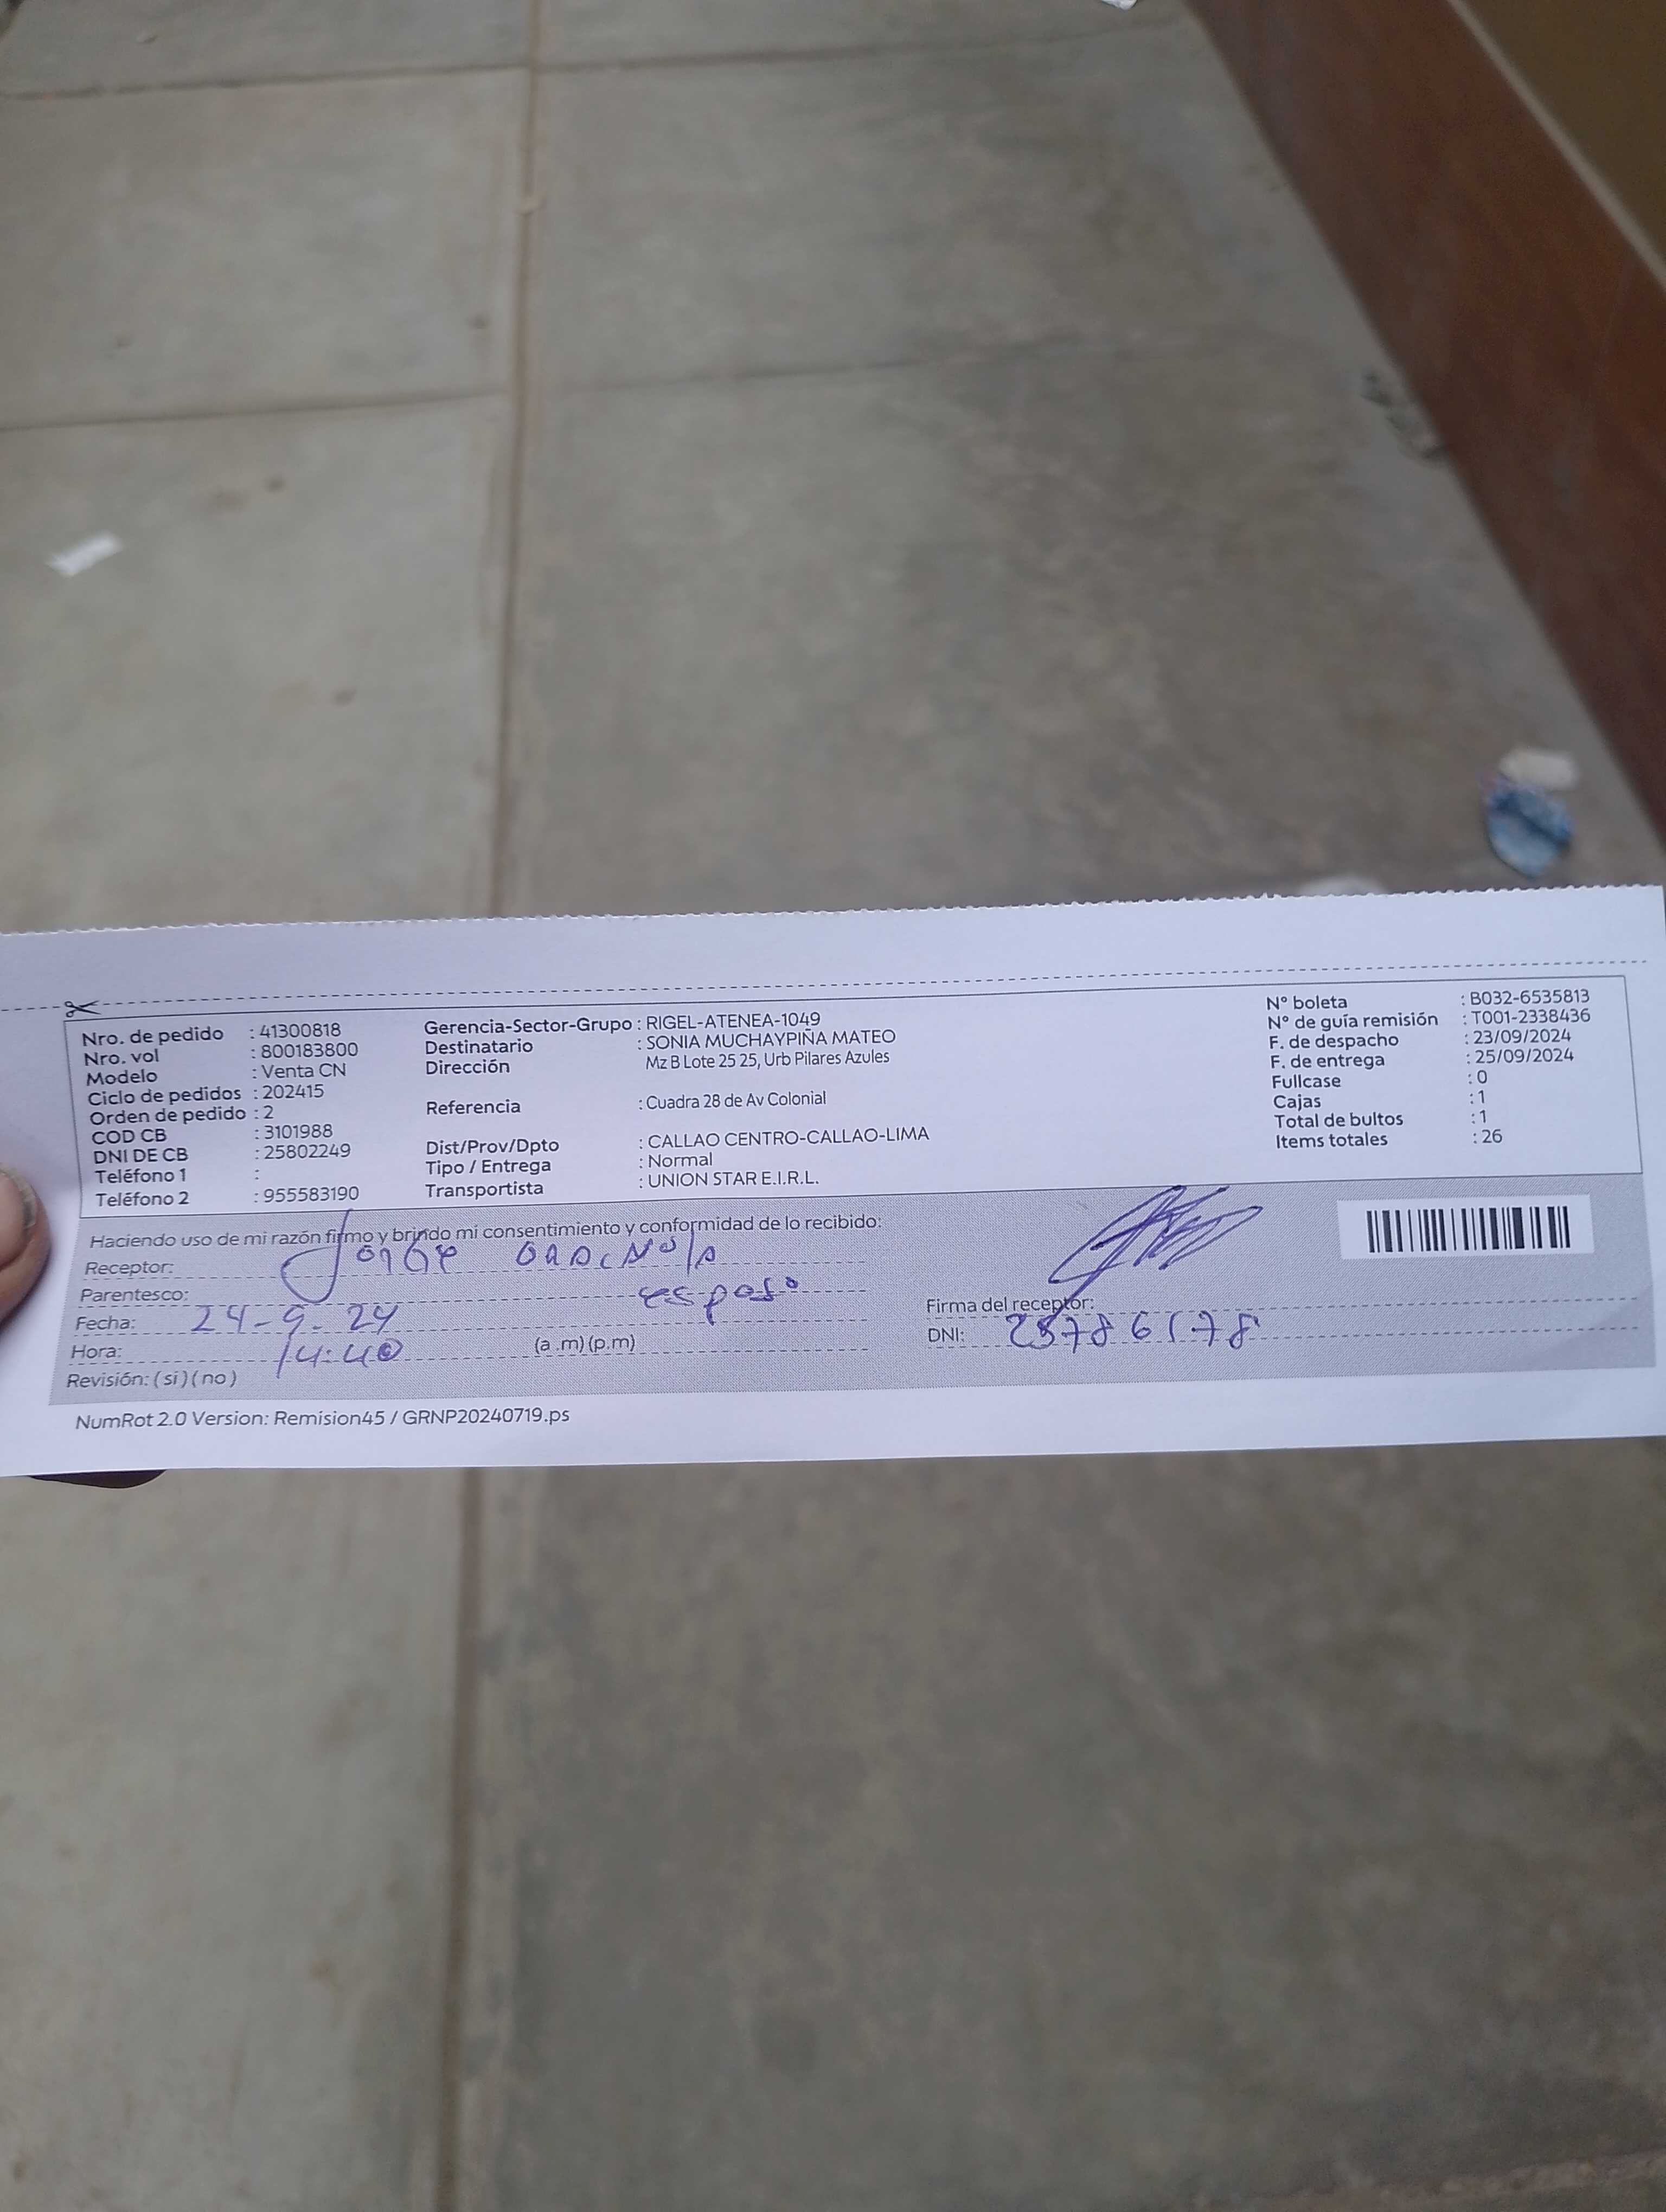 Nro. de pedido : 41300818
Nro. vol : 800183800
Modelo : Venta CN
Ciclo de pedidos : 202415
Orden de pedido : 2
COD CB : 3101988
DNI DE CB : 25802249
Teléfono 1 :
Teléfono 2 : 955583190
Gerencia-Sector-Grupo : RIGEL-ATENEA-1049
Destinatario : SONIA MUCHAYPIÑA MATEO
Dirección Mz B Lote 25 25, Urb Pilares Azules
Referencia : Cuadra 28 de Av Colonial
Dist/Prov/Dpto : CALLAO CENTRO-CALLAO-LIMA
Tipo / Entrega : Normal
Transportista : UNION STAR E.I.R.L.
N° boleta : B032-6535813
N° de guía remisión : T001-2338436
F. de despacho : 23/09/2024
F. de entrega : 25/09/2024
Fullcase : 0
Cajas : 1
Total de bultos : 1
Items totales : 26
Haciendo uso de mi razón firmo y brindo mi consentimiento y conformidad de lo recibido:
Receptor: Jorge
Parentesco: esposo
Fecha: 24-9-24
Hora: 14:40 (a .m) (p.m)
Revisión: ( si ) ( no )
Firma del receptor:
DNI:
NumRot 2.0 Version: Remision45 / GRNP20240719.ps